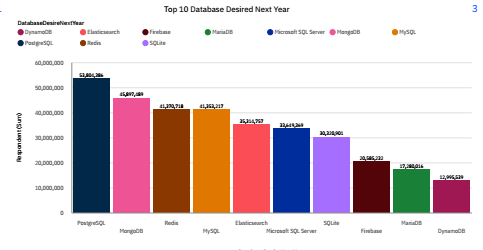 Top 10 Database Desired Next Year
3
DatabaseDesireNextYear
DynamoDB Elasticsearch Firebase MariaDB Microsoft SQL Server MongoDB MySQL
PostgreSQL Redis SQLite
60,000,000
50,000,000
40,000,000
30,000,000
20,000,000
10,000,000
0
Respondent (Sum)
53,801,286
45,897,489
41,370,718
41,353,217
35,314,757
33,649,269
30,220,901
20,585,232
17,280,016
12,995,539
PostgreSQL
MongoDB
Redis
MySQL
Elasticsearch
Microsoft SQL Server
SQLite
Firebase
MariaDB
DynamoDB